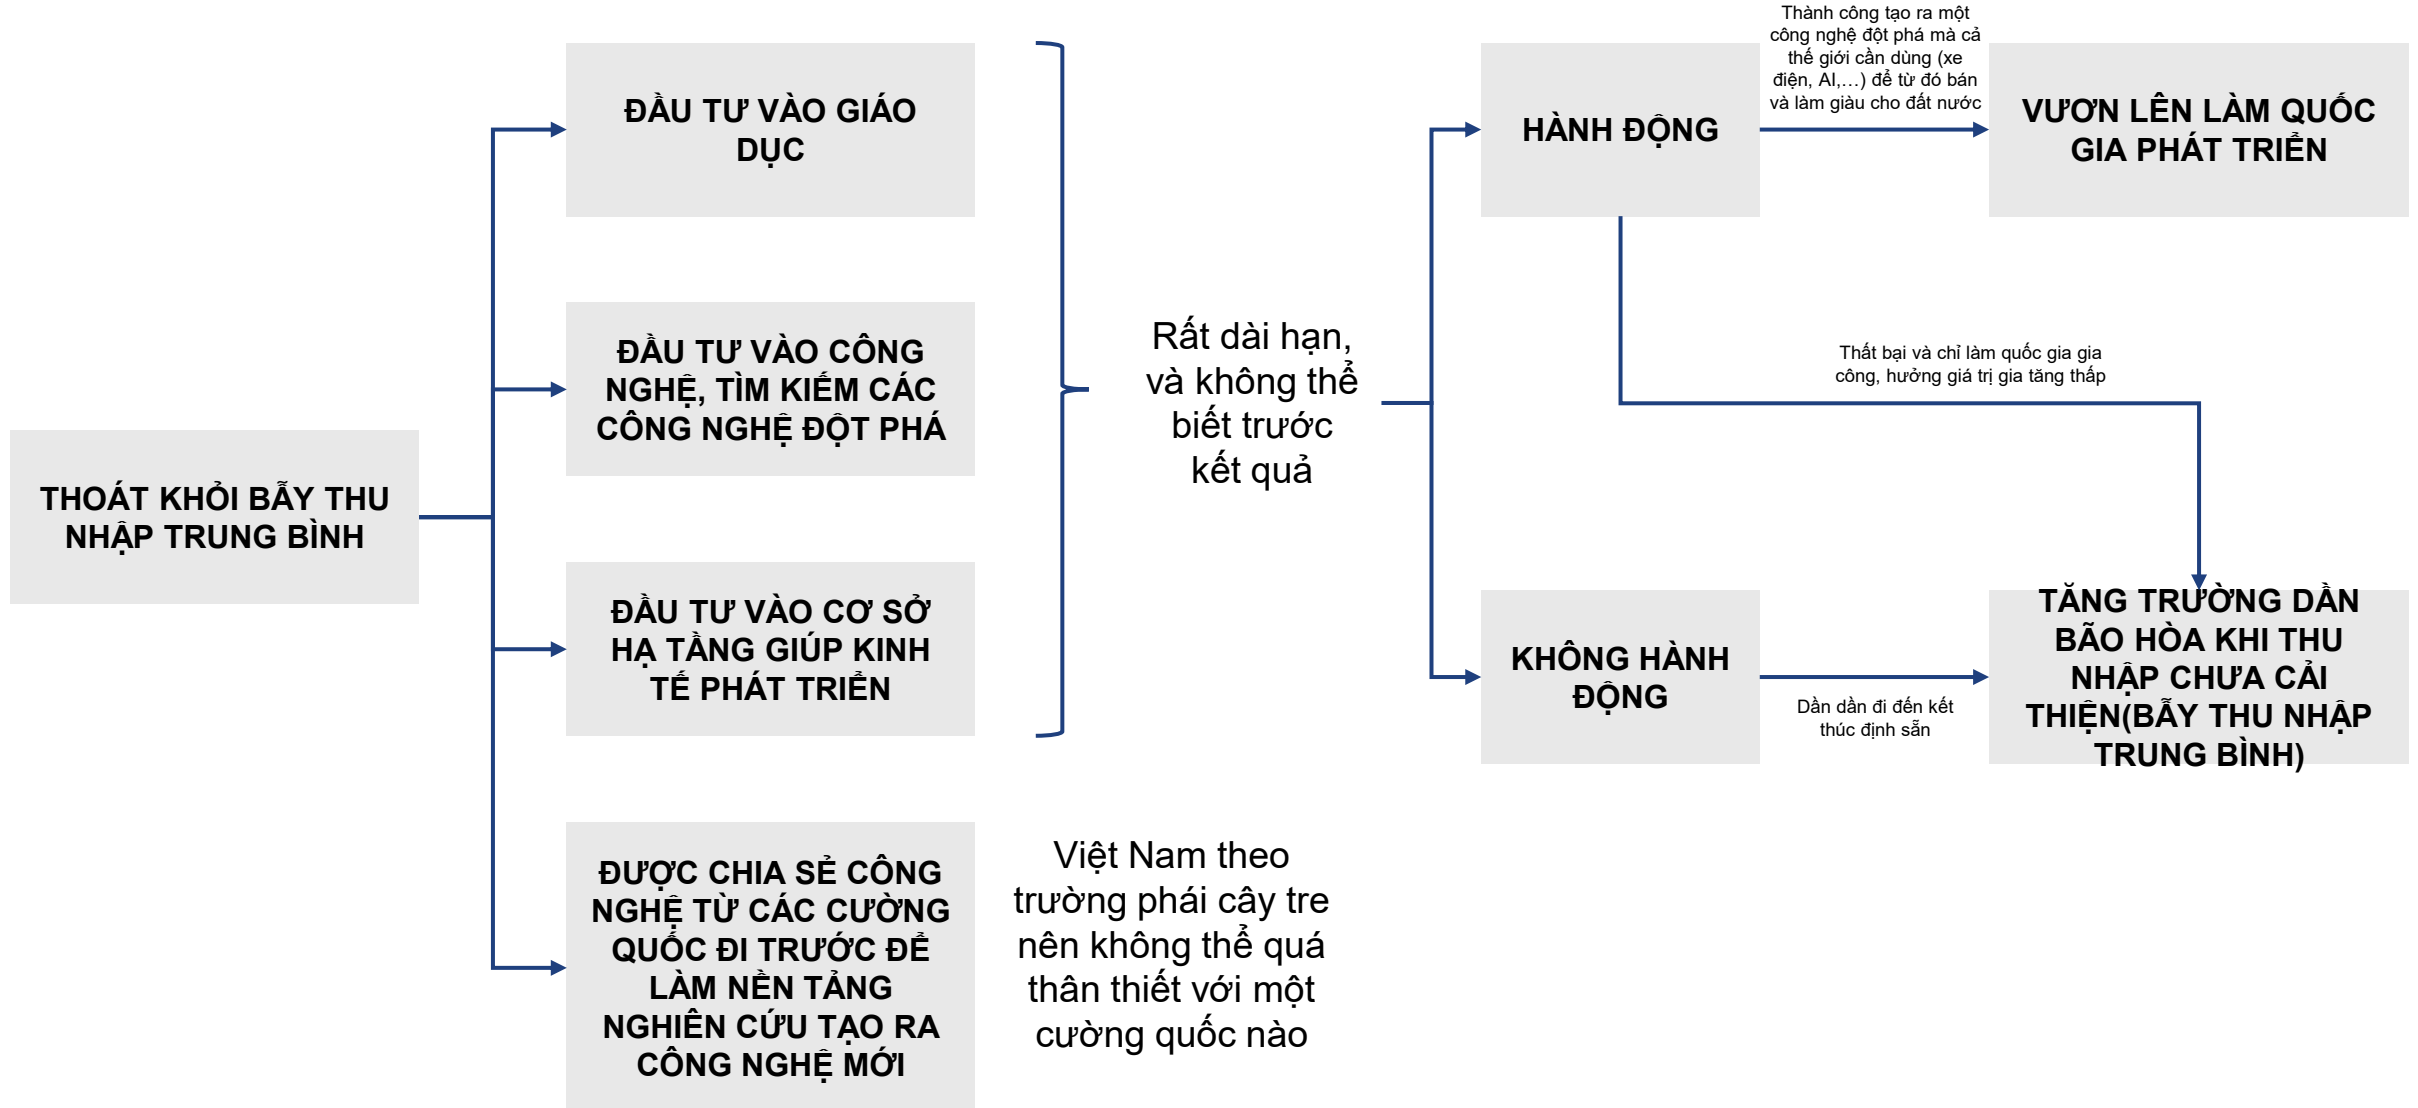 THOÁT KHỎI BẪY THU
NHẬP TRUNG BÌNH
ĐẦU TƯ VÀO GIÁO
DỤC
ĐẦU TƯ VÀO CÔNG
NGHỆ, TÌM KIẾM CÁC
CÔNG NGHỆ ĐỘT PHÁ
ĐẦU TƯ VÀO CƠ SỞ
HẠ TẦNG GIÚP KINH
TẾ PHÁT TRIỂN
ĐƯỢC CHIA SẺ CÔNG
NGHỆ TỪ CÁC CƯỜNG
QUỐC ĐI TRƯỚC ĐỂ
LÀM NỀN TẢNG
NGHIÊN CỨU TẠO RA
CÔNG NGHỆ MỚI
Rất dài hạn,
và không thể
biết trước
kết quả
Việt Nam theo
trường phái cây tre
nên không thể quá
thân thiết với một
cường quốc nào
HÀNH ĐỘNG
Thành công tạo ra một
công nghệ đột phá mà cả
thế giới cần dùng (xe
điện, AI,…) để từ đó bán
và làm giàu cho đất nước
VƯƠN LÊN LÀM QUỐC
GIA PHÁT TRIỂN
Thất bại và chỉ làm quốc gia gia
công, hưởng giá trị gia tăng thấp
KHÔNG HÀNH
ĐỘNG
Dần dần đi đến kết
thúc định sẵn
TĂNG TRƯỜNG DẦN
BÃO HÒA KHI THU
NHẬP CHƯA CẢI
THIỆN(BẪY THU NHẬP
TRUNG BÌNH)